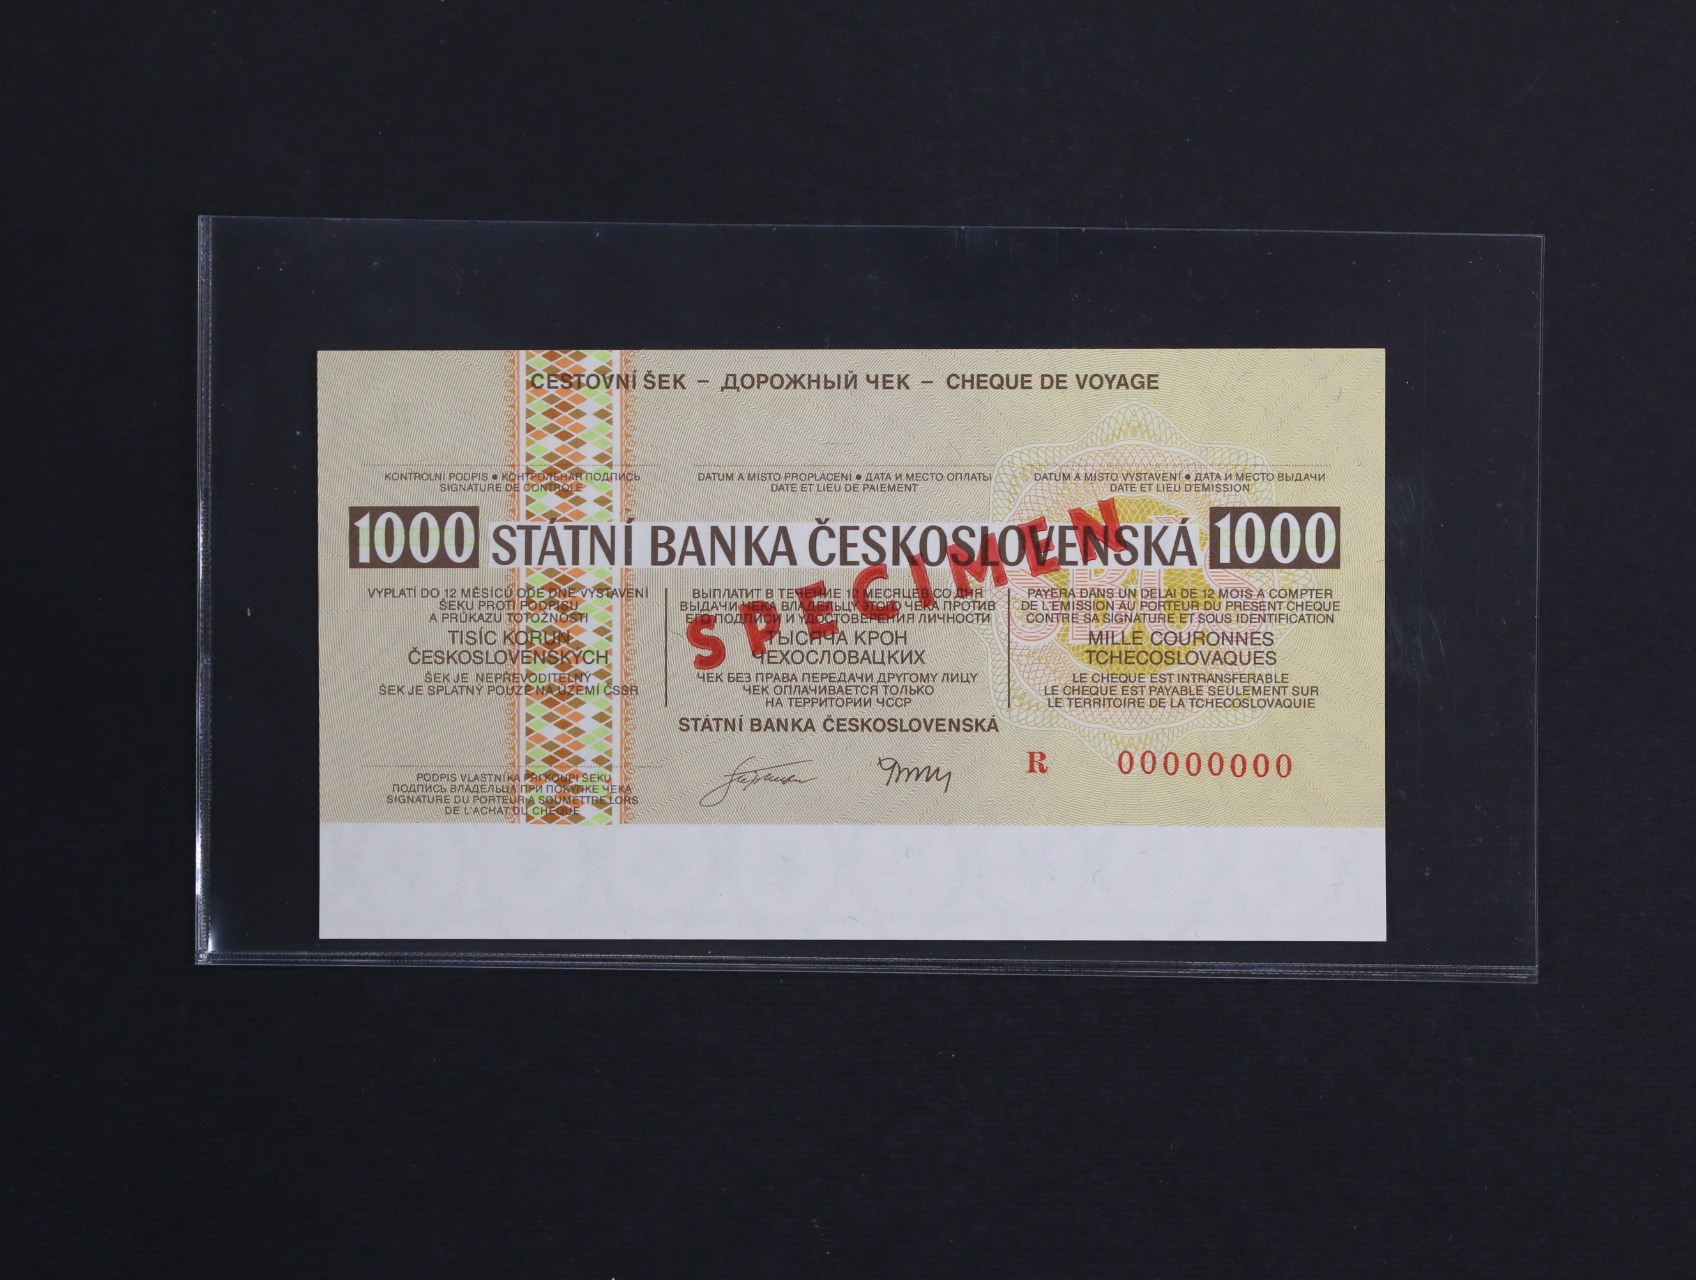 CESTOVNÍ ŠEK – ДОРОЖНЫЙ ЧЕК – CHEQUE DE VOYAGE
KONTROLNÍ PODPIS ● КОНТРОЛЬНАЯ ПОДПИСЬ
SIGNATURE DE CONTRÔLE
DATUM A MÍSTO PROPLACENÍ ● ДАТА И МЕСТО ОПЛАТЫ
DATE ET LIEU DE PAIEMENT
DATUM A MÍSTO VYSTAVENÍ ● ДАТА И МЕСТО ВЫДАЧИ
DATE ET LIEU D'EMISSION
1000 STÁTNÍ BANKA ČESKOSLOVENSKÁ 1000
SPECIMEN
VYPLATÍ DO 12 MĚSÍCŮ ODE DNE VYSTAVENÍ
ŠEKU PROTI PODPISU
A PRŮKAZU TOTOŽNOSTI
TISÍC KORUN
ČESKOSLOVENSKÝCH
ŠEK JE NEPŘEVODITELNÝ
ŠEK JE SPLATNÝ POUZE NA ÚZEMÍ ČSSR
ВЫПЛАТИТ В ТЕЧЕНИЕ 12 МЕСЯЦЕВ СО ДНЯ
ВЫДАЧИ ЧЕКА ВЛАДЕЛЬЦУ ЭТОГО ЧЕКА ПРОТИВ
ЕГО ПОДПИСИ И УДОСТОВЕРЕНИЯ ЛИЧНОСТИ
ТЫСЯЧА КРОН
ЧЕХОСЛОВАЦКИХ
ЧЕК БЕЗ ПРАВА ПЕРЕДАЧИ ДРУГОМУ ЛИЦУ
ЧЕК ОПЛАЧИВАЕТСЯ ТОЛЬКО
НА ТЕРРИТОРИИ ЧССР
PAYERA DANS UN DELAI DE 12 MOIS A COMPTER
DE L'EMISSION AU PORTEUR DU PRESENT CHEQUE
CONTRE SA SIGNATURE ET SOUS IDENTIFICATION
MILLE COURONNES
TCHECOSLOVAQUES
LE CHEQUE EST INTRANSFERABLE
LE CHEQUE EST PAYABLE SEULEMENT SUR
LE TERRITOIRE DE LA TCHECOSLOVAQUIE
SBČS
STÁTNÍ BANKA ČESKOSLOVENSKÁ
R 00000000
PODPIS VLASTNÍKA PŘI KOUPI ŠEKU
ПОДПИСЬ ВЛАДЕЛЬЦА ПРИ ПОКУПКЕ ЧЕКА
SIGNATURE DU PORTEUR A SOUMETTRE LORS
DE L'ACHAT DU CHEQUE